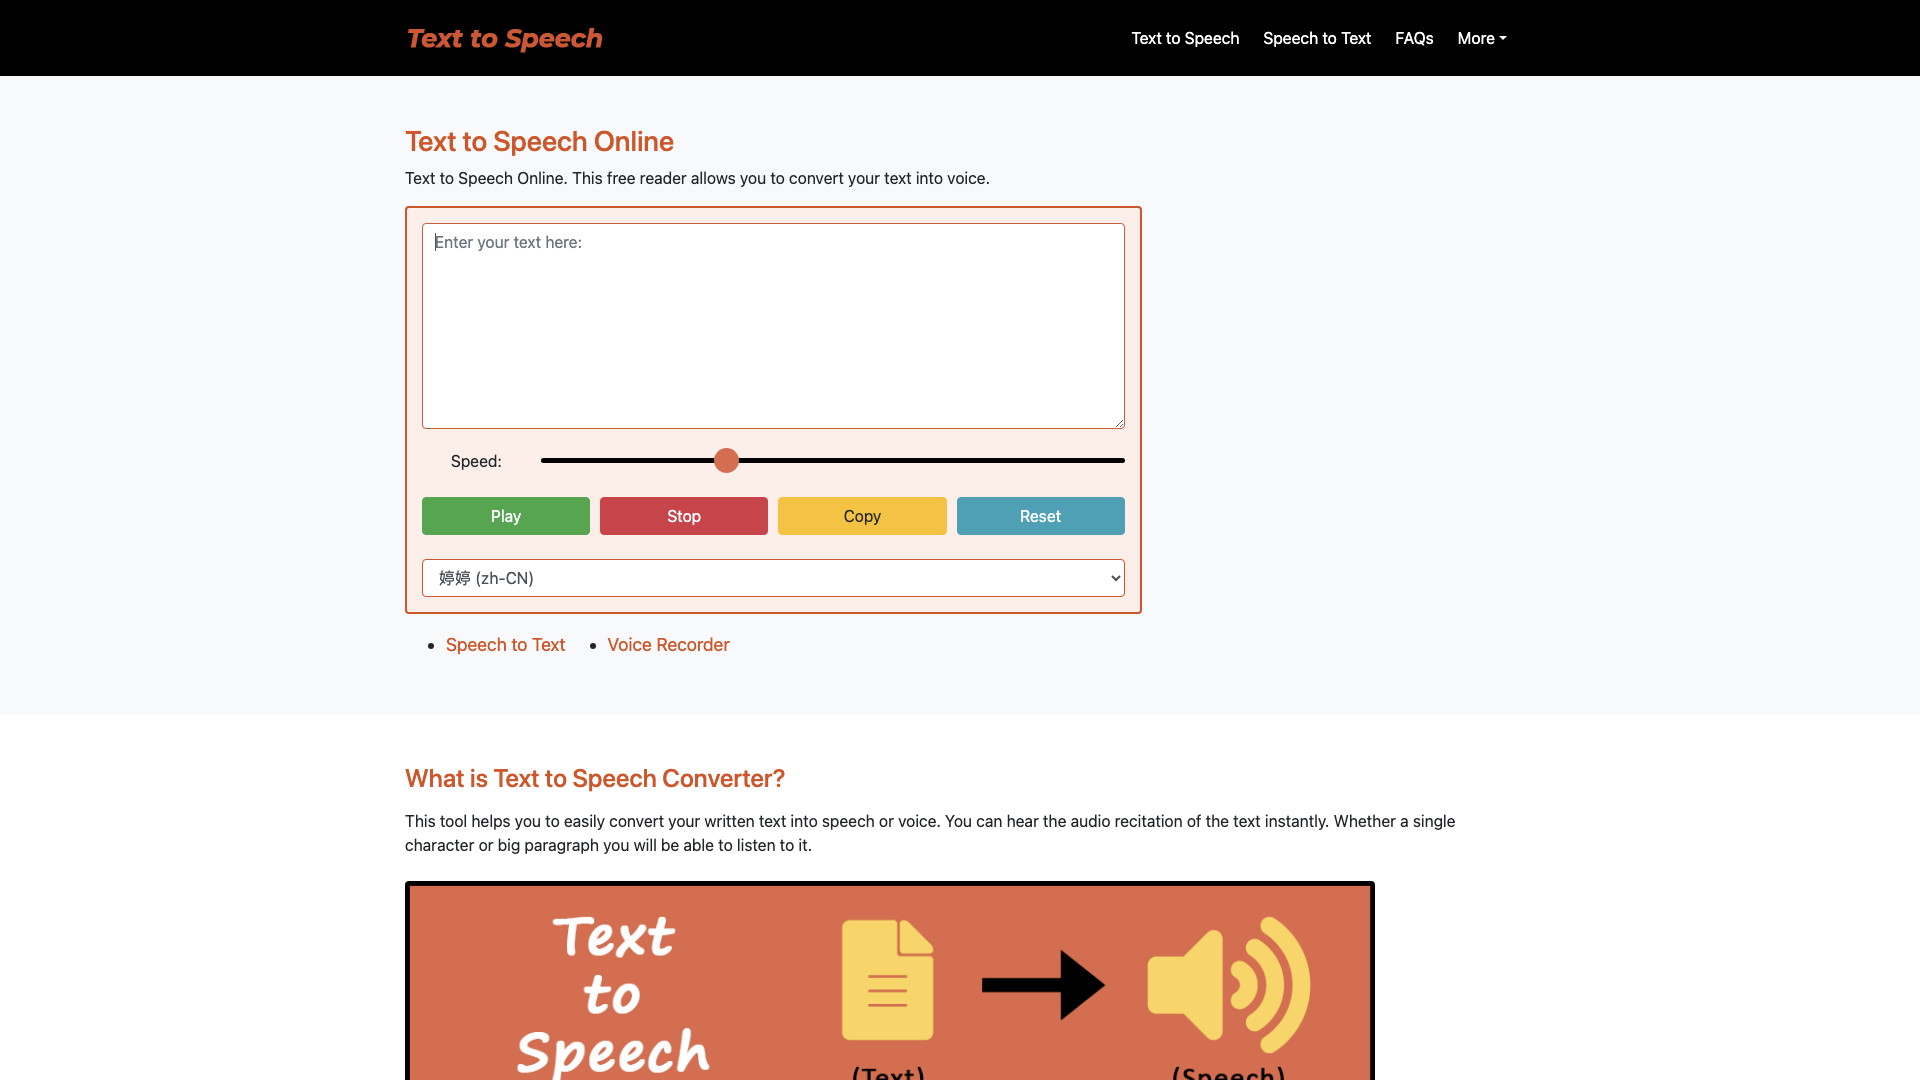 Text to Speech
Text to Speech
Speech to Text
FAQs
More
Text to Speech Online
Text to Speech Online. This free reader allows you to convert your text into voice.
Enter your text here:
Speed:
Play
Stop
Copy
Reset
婷婷 (zh-CN)
Speech to Text
Voice Recorder
What is Text to Speech Converter?
This tool helps you to easily convert your written text into speech or voice. You can hear the audio recitation of the text instantly. Whether a single
character or big paragraph you will be able to listen to it.
Text
to
Speech
(Text)
(Speech)